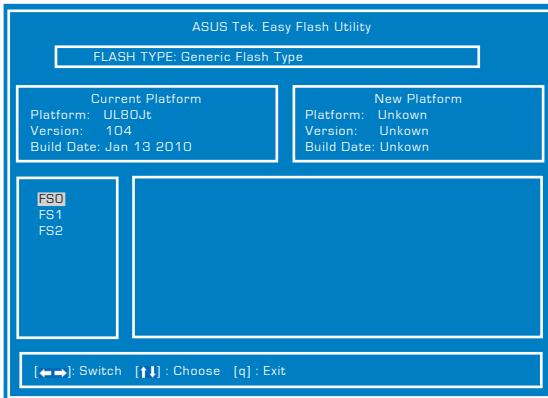 ASUS Tek. Easy Flash Utility
FLASH TYPE: Generic Flash Type
Current Platform
Platform: UL80Jt
Version: 104
Build Date: Jan 13 2010
New Platform
Platform: Unkown
Version: Unkown
Build Date: Unkown
FS0
FS1
FS2
[←→]: Switch [↑↓] : Choose [q] : Exit